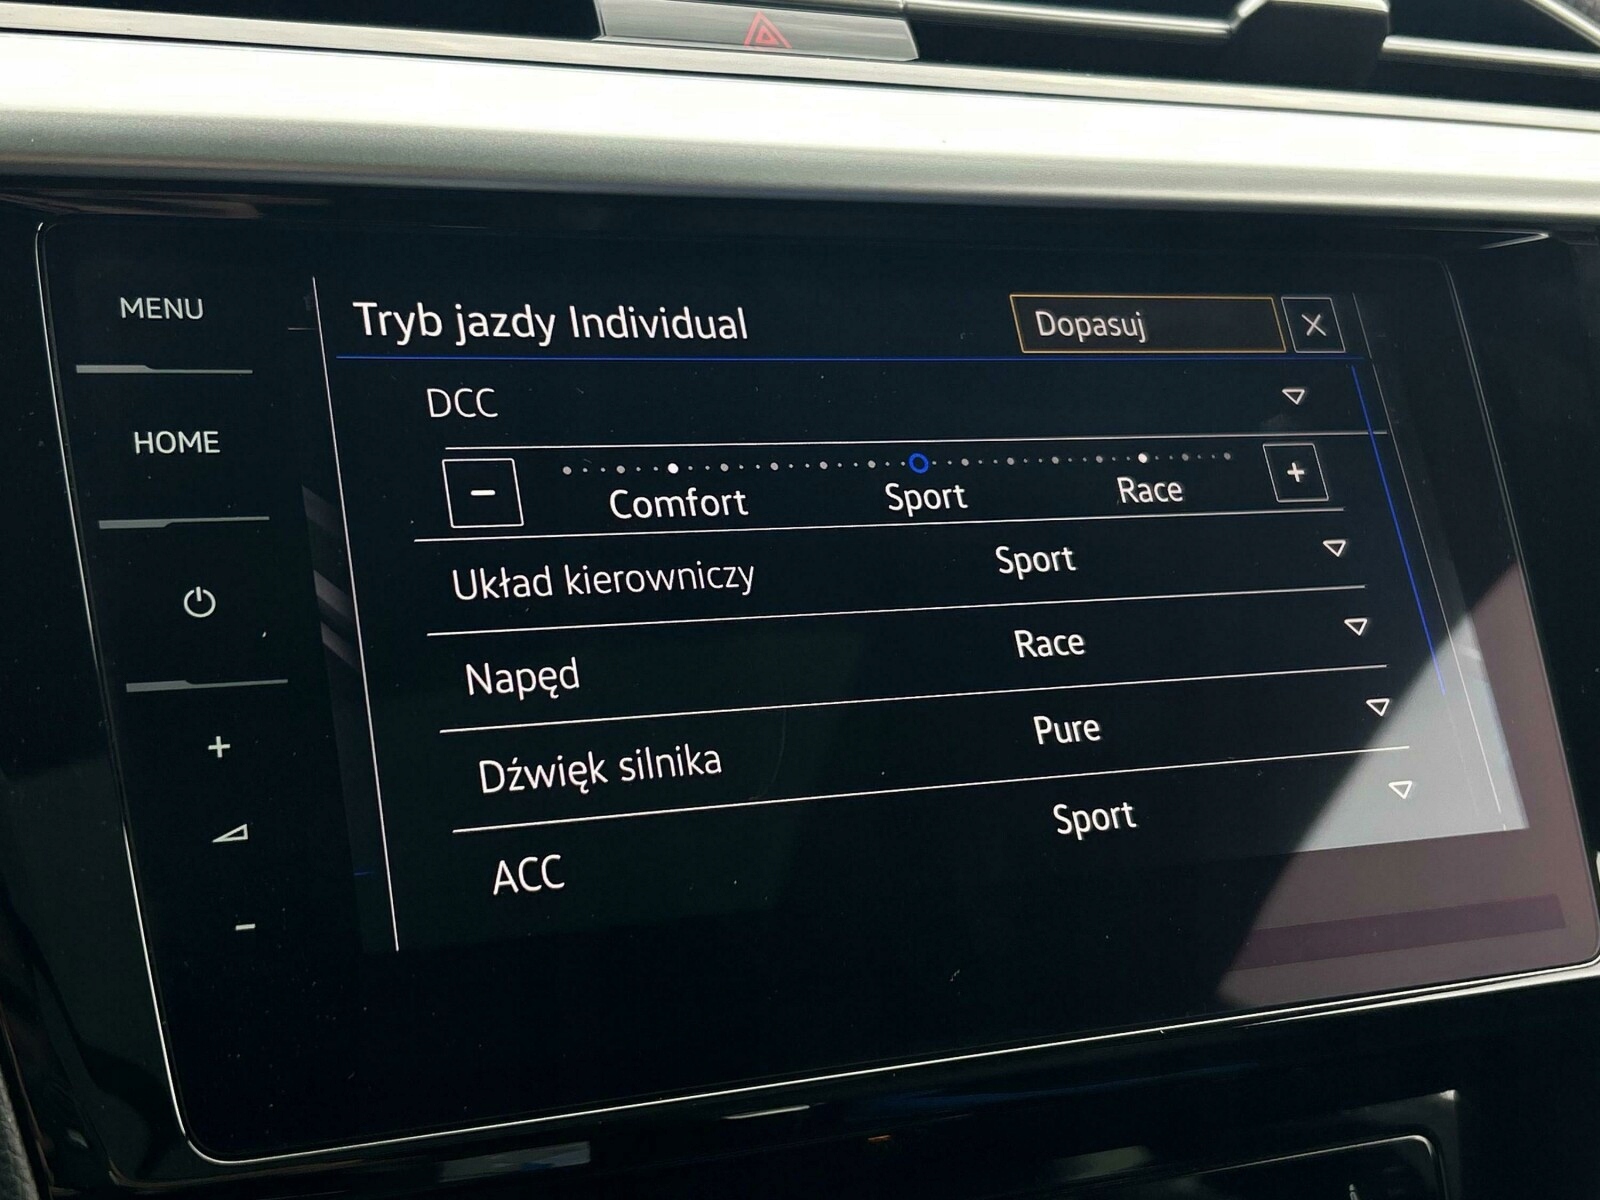 MENU
HOME
Tryb jazdy Individual
Dopasuj
DCC
Comfort Sport Race
Układ kierowniczy Sport
Napęd Race
Dźwięk silnika Pure
ACC Sport